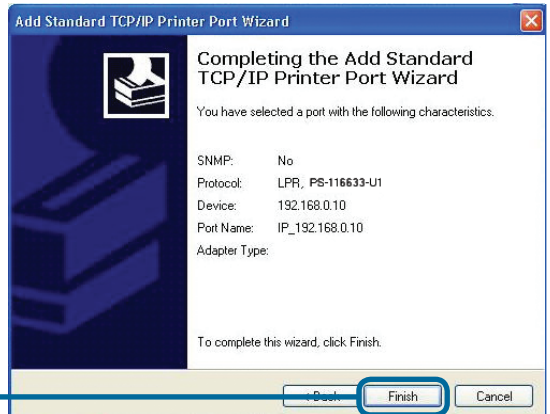 Add Standard TCP/IP Printer Port Wizard
Completing the Add Standard
TCP/IP Printer Port Wizard
You have selected a port with the following characteristics.
SNMP: No
Protocol: LPR, PS-116633-U1
Device: 192.168.0.10
Port Name: IP_192.168.0.10
Adapter Type:
To complete this wizard, click Finish.
< Back Finish Cancel